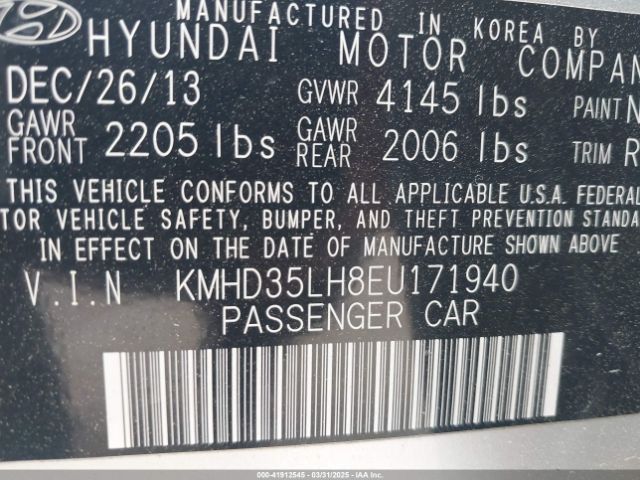 MANUFACTURED IN KOREA BY
HYUNDAI MOTOR COMPAN
DEC/26/13 GVWR 4145 lbs PAINT N
GAWR FRONT 2205 lbs GAWR REAR 2006 lbs TRIM R
THIS VEHICLE CONFORMS TO ALL APPLICABLE U.S.A. FEDERAL
TOR VEHICLE SAFETY, BUMPER, AND THEFT PREVENTION STANDA
IN EFFECT ON THE DATE OF MANUFACTURE SHOWN ABOVE
V.I.N KMHD35LH8EU171940
PASSENGER CAR
000-41912545 - 03/31/2025 - IAAI.COM